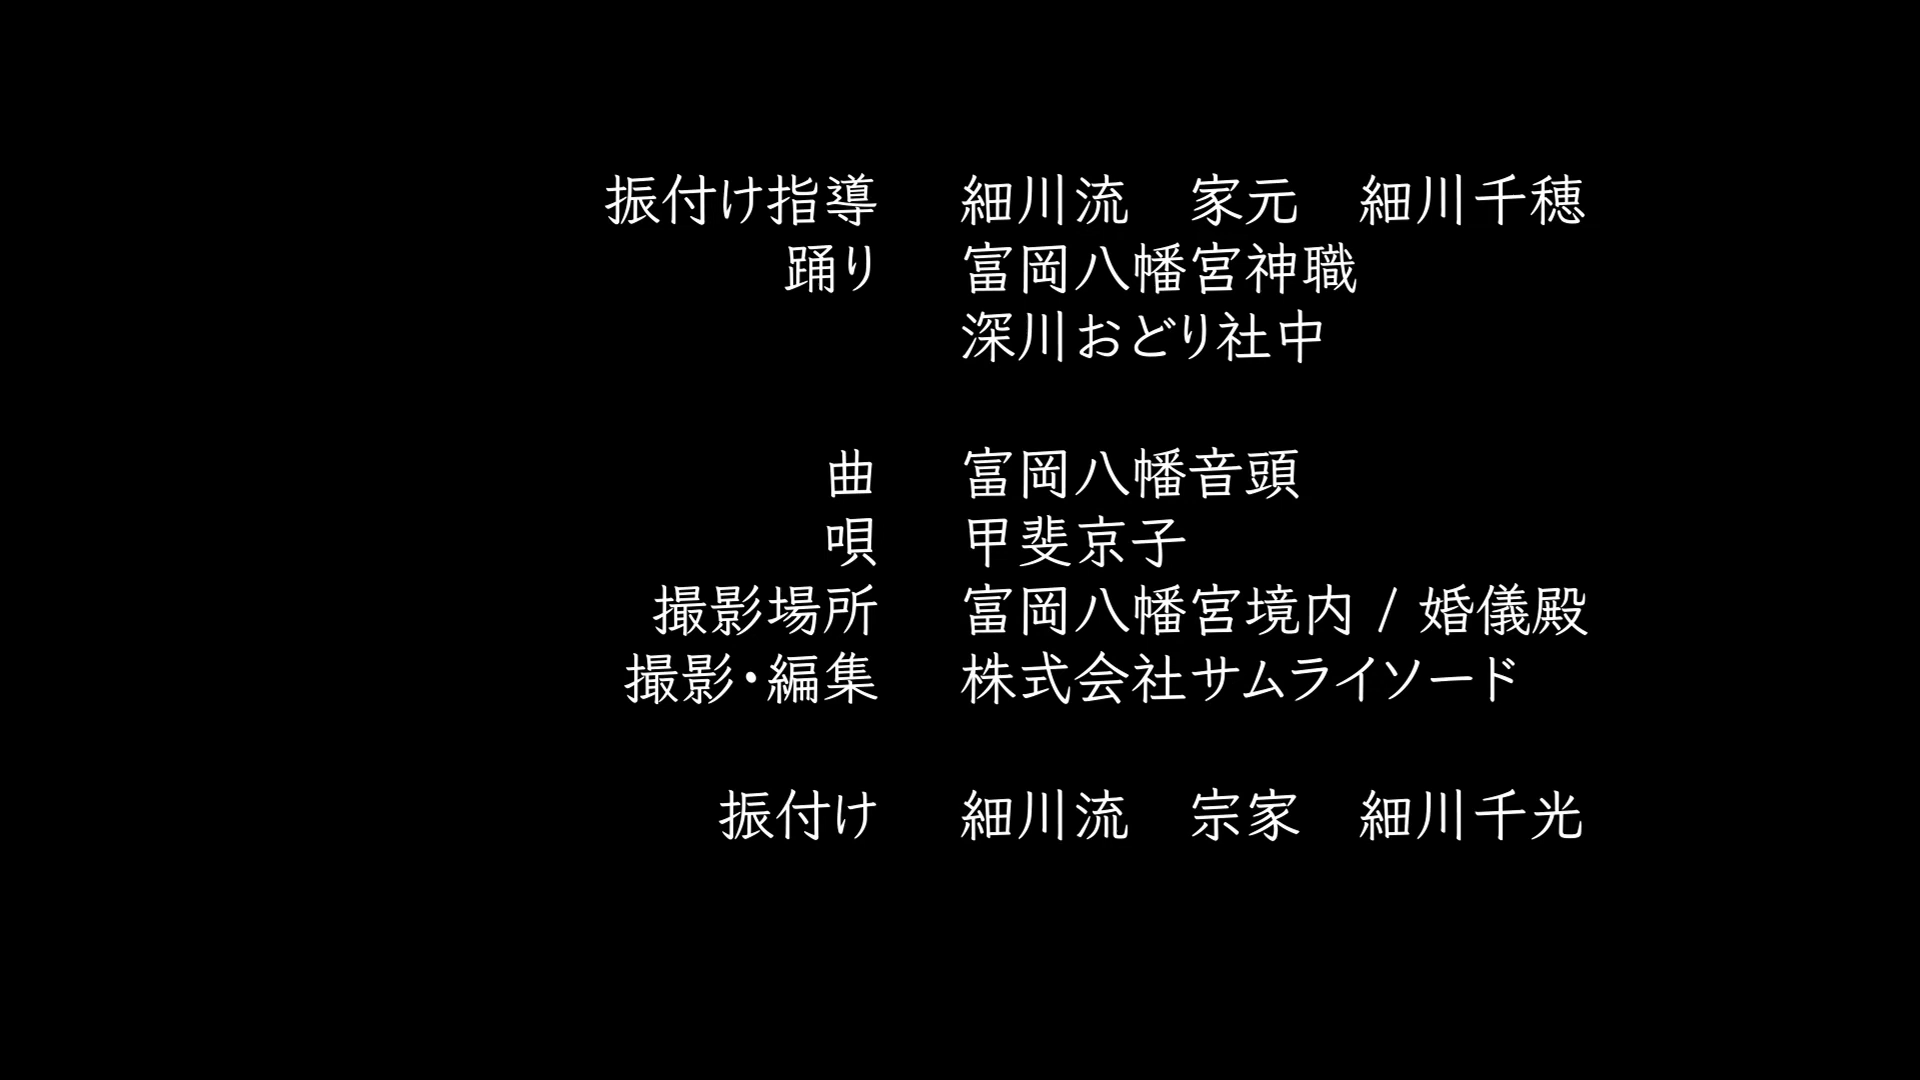 振付け指導　細川流　家元　細川千穂
踊り　富岡八幡宮神職
深川おどり社中
曲　富岡八幡音頭
唄　甲斐京子
撮影場所　富岡八幡宮境内 / 婚儀殿
撮影・編集　株式会社サムライソード
振付け　細川流　宗家　細川千光